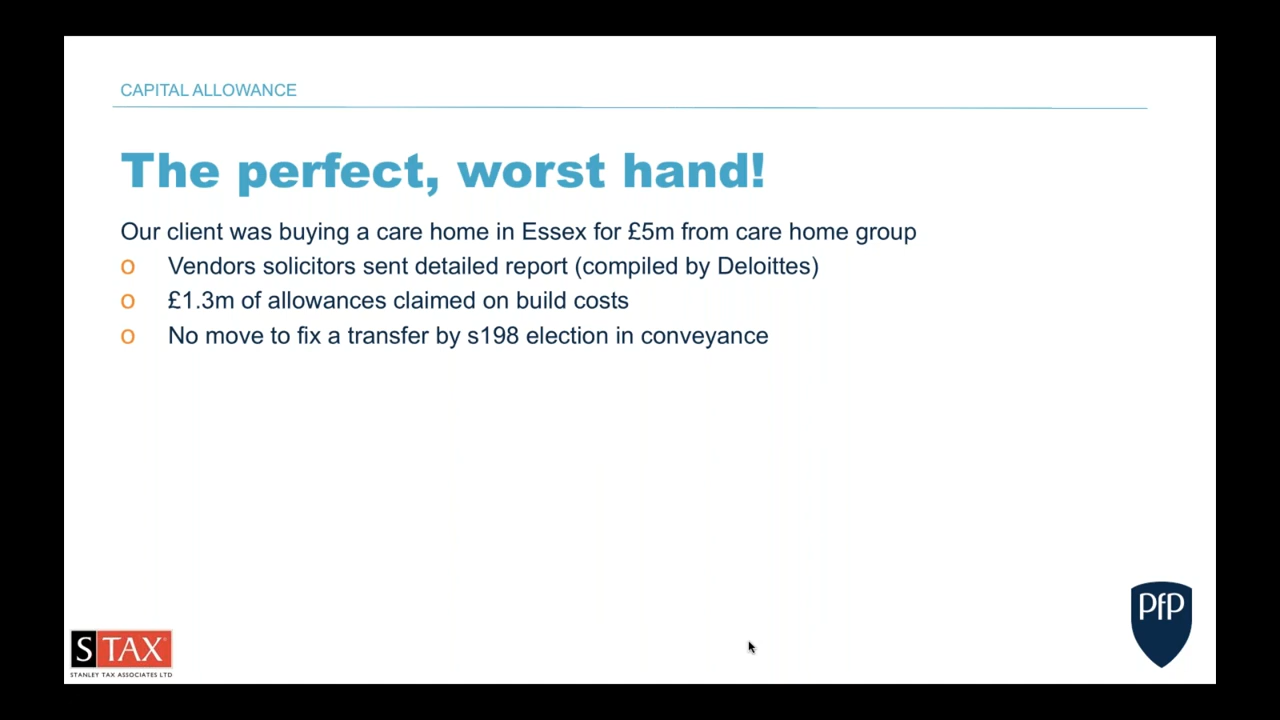 CAPITAL ALLOWANCE
The perfect, worst hand!
Our client was buying a care home in Essex for £5m from care home group
o Vendors solicitors sent detailed report (compiled by Deloittes)
o £1.3m of allowances claimed on build costs
o No move to fix a transfer by s198 election in conveyance
PfP
S TAX
STANLEY TAX ASSOCIATES LTD